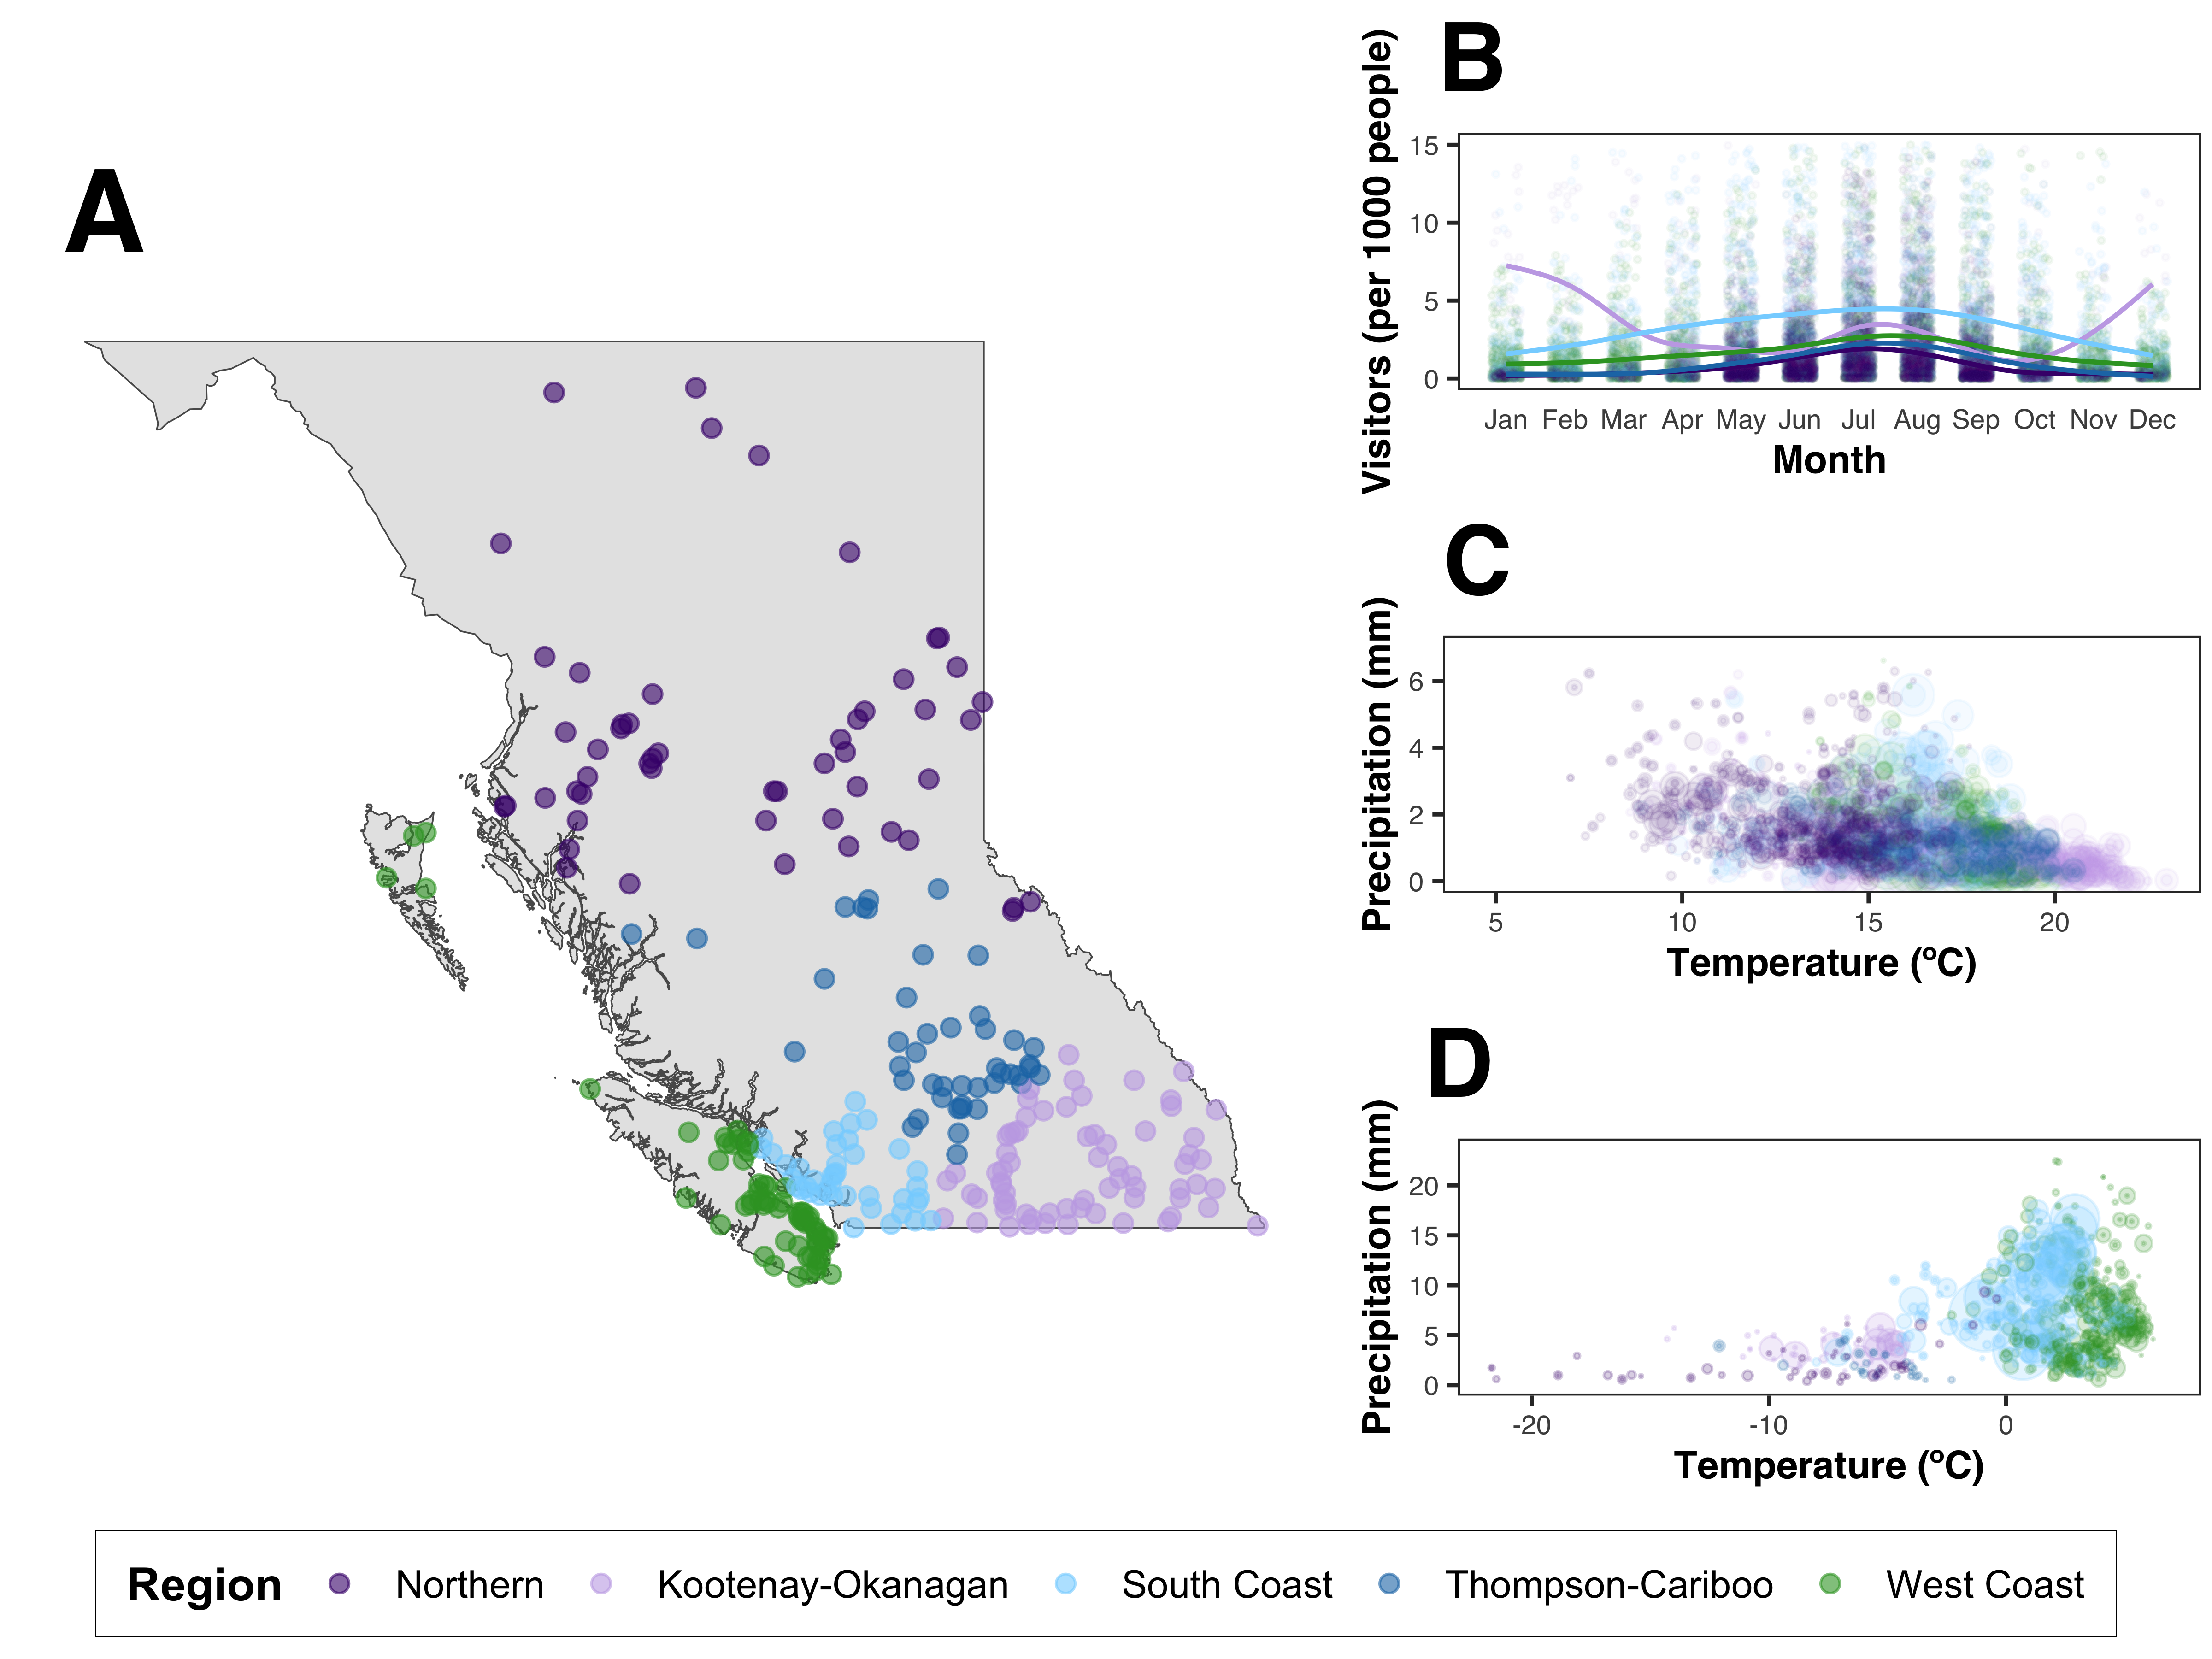 A
B
Visitors (per 1000 people)
15
10
5
0
Jan Feb Mar Apr May Jun Jul Aug Sep Oct Nov Dec
Month
C
Precipitation (mm)
6
4
2
0
5 10 15 20
Temperature (ºC)
D
Precipitation (mm)
20
15
10
5
0
-20 -10 0
Temperature (ºC)
Region Northern Kootenay-Okanagan South Coast Thompson-Cariboo West Coast